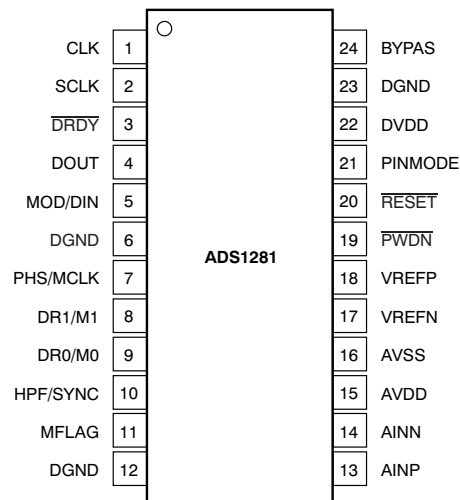 CLK 1 24 BYPAS
SCLK 2 23 DGND
DRDY 3 22 DVDD
DOUT 4 21 PINMODE
MOD/DIN 5 20 RESET
DGND 6 19 PWDN
ADS1281
PHS/MCLK 7 18 VREFP
DR1/M1 8 17 VREFN
DR0/M0 9 16 AVSS
HPF/SYNC 10 15 AVDD
MFLAG 11 14 AINN
DGND 12 13 AINP